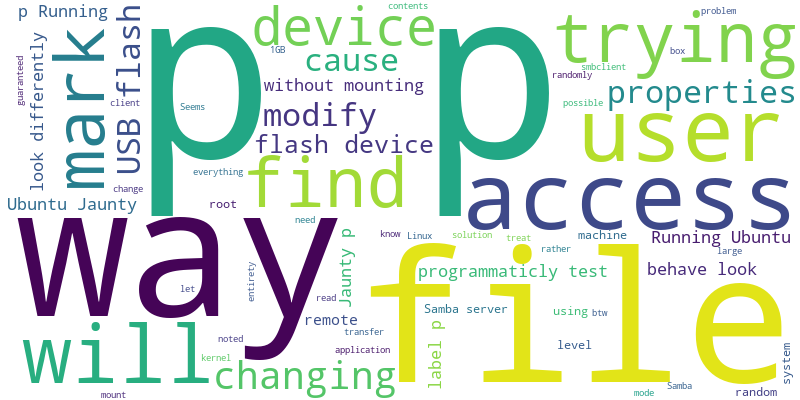 p Running
contents
problem
device
trying
mark
USB flash
p
p
1GB
cause
box
smbclient
randomly
without mounting
properties
guaranteed
look differently
client
Seems
modify
possible
user
flash device
everything
find
access
change
Ubuntu Jaunty
root
way
need
know
Linux
solution
treat
machine
Running Ubuntu
rather
large
file
let
entirety
Jaunty p
programmaticly test
behave look
read
Samba server
using
btw
remote
will
noted
transfer
level
application
kernel
label p
system
changing
mount
mode
Samba
random